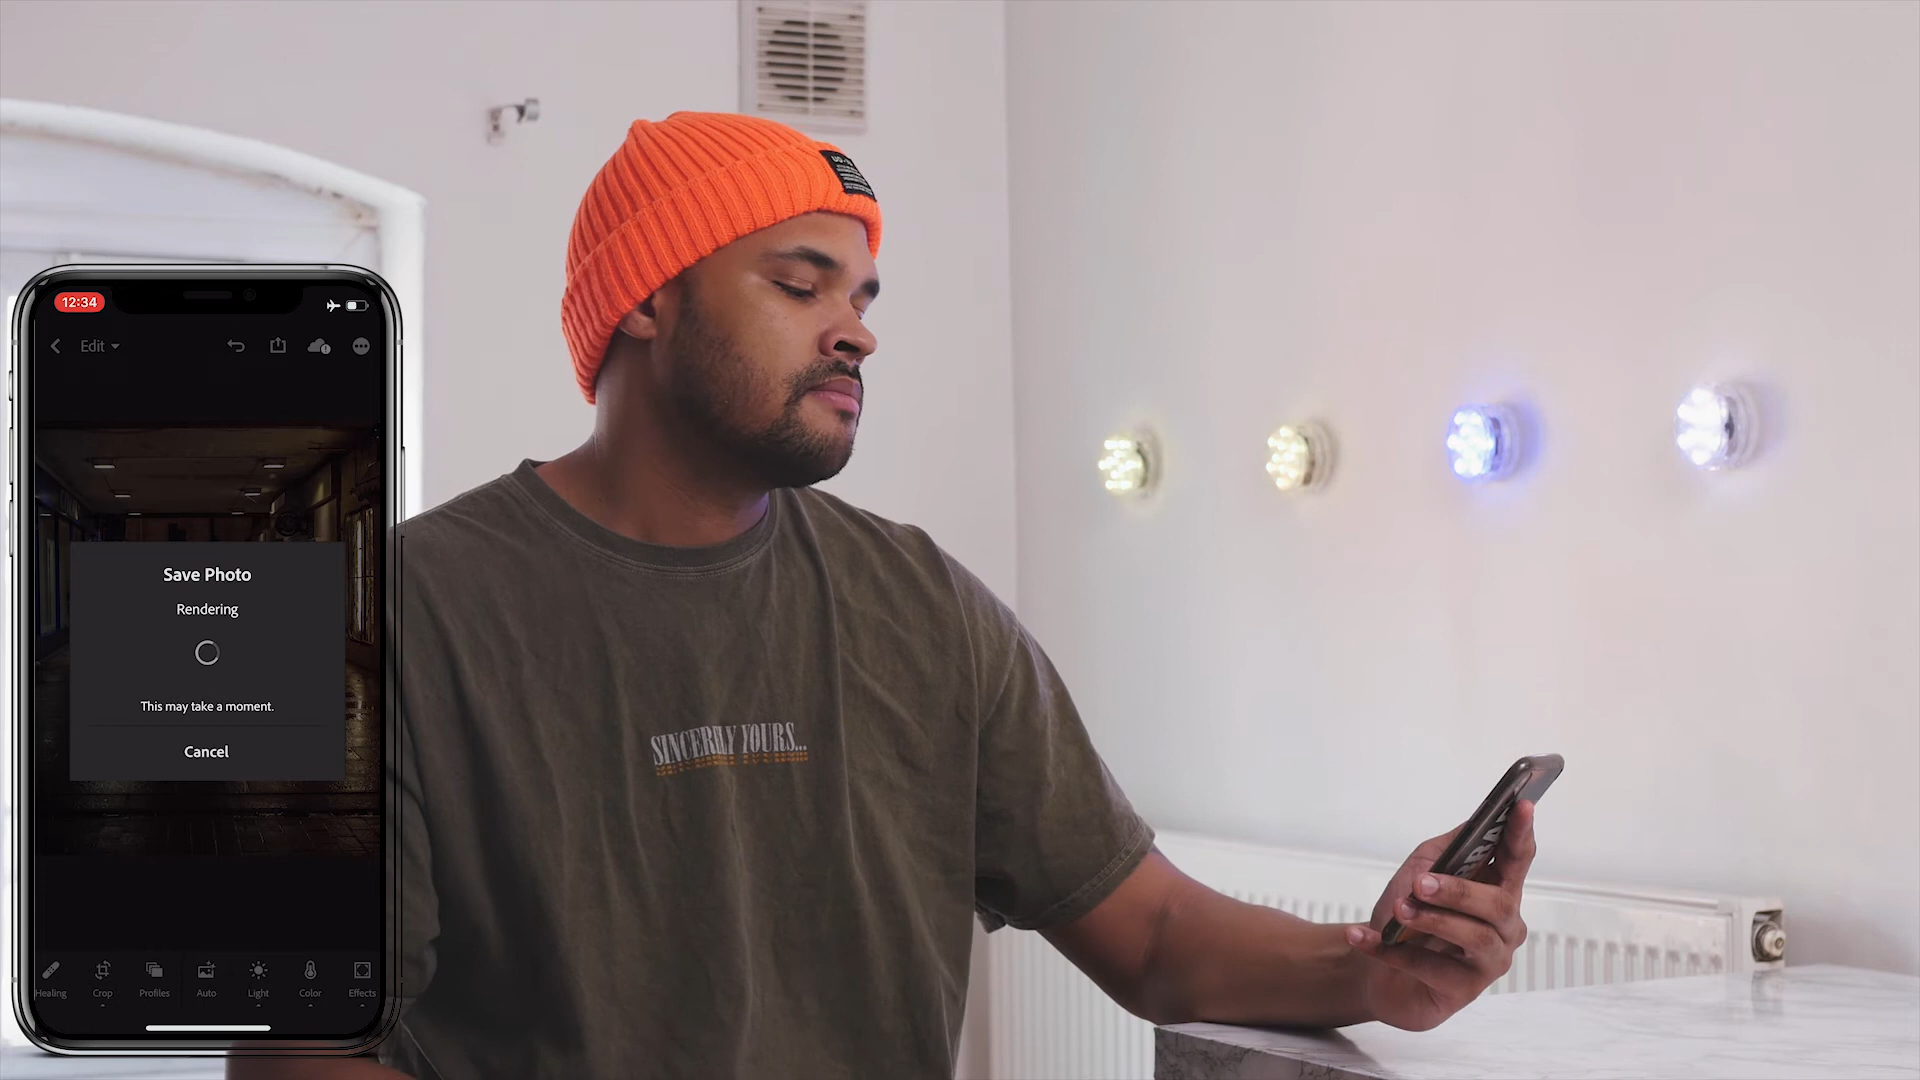 12:34
Edit
Save Photo
Rendering
This may take a moment.
Cancel
Healing
Crop
Profiles
Auto
Light
Color
Effects
SINCERELY YOURS...